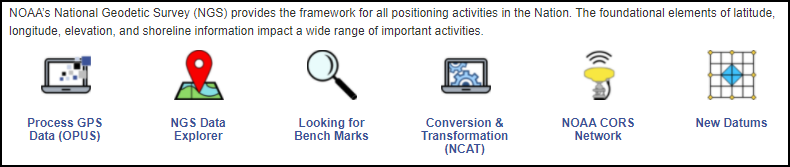 NOAA's National Geodetic Survey (NGS) provides the framework for all positioning activities in the Nation. The foundational elements of latitude,
longitude, elevation, and shoreline information impact a wide range of important activities.
Process GPS
Data (OPUS)
NGS Data
Explorer
Looking for
Bench Marks
Conversion &
Transformation
(NCAT)
NOAA CORS
Network
New Datums